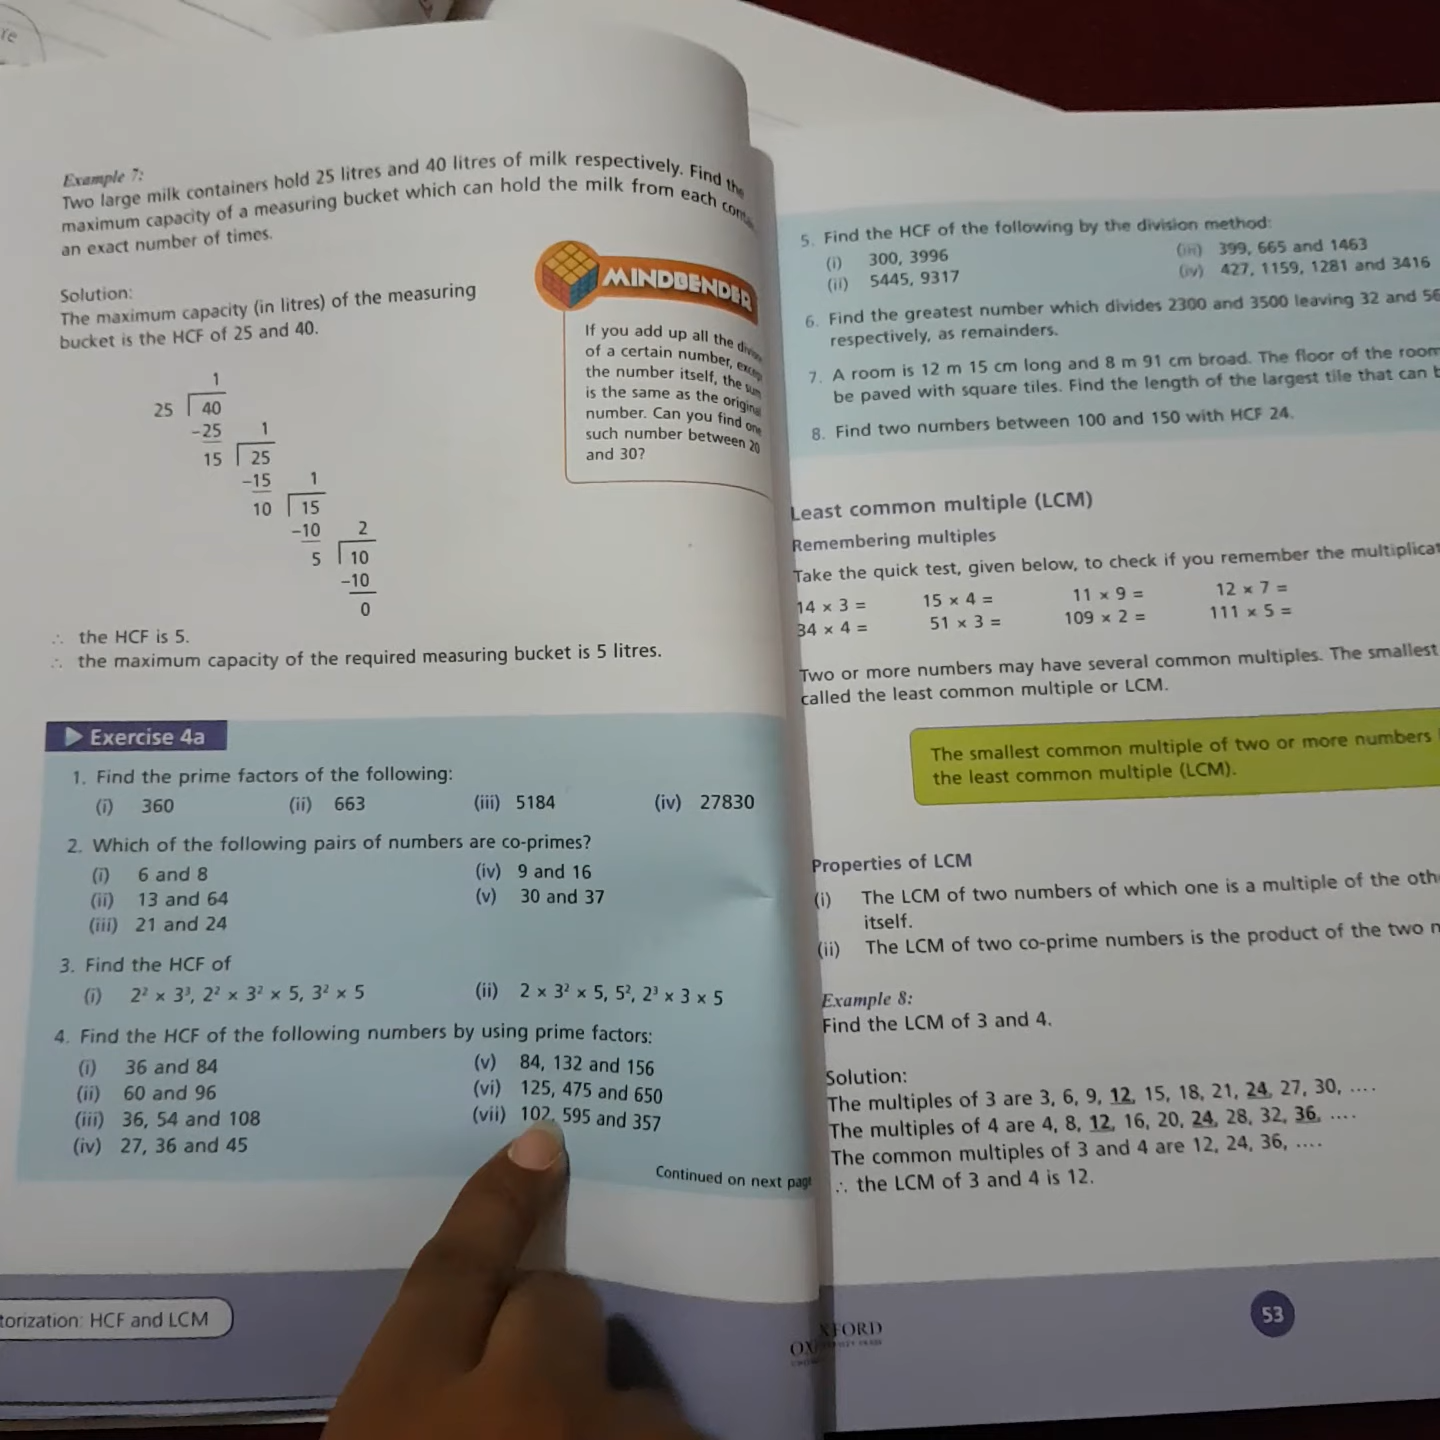 Example 7:
Two large milk containers hold 25 litres and 40 litres of milk respectively. Find the
maximum capacity of a measuring bucket which can hold the milk from each
an exact number of times.
Solution:
The maximum capacity (in litres) of the measuring
bucket is the HCF of 25 and 40.
1
25 40
-25 1
15 25
-15 1
10 15
-10 2
5 10
-10
0
∴ the HCF is 5.
∴ the maximum capacity of the required measuring bucket is 5 litres.
MINDBENDER
If you add up all the
of a certain number,
the number itself, the sum
is the same as the original
number. Can you find one
such number between 20
and 30?
Exercise 4a
1. Find the prime factors of the following:
(i) 360 (ii) 663 (iii) 5184 (iv) 27830
2. Which of the following pairs of numbers are co-primes?
(i) 6 and 8 (iv) 9 and 16
(ii) 13 and 64 (v) 30 and 37
(iii) 21 and 24
3. Find the HCF of
(i) 2² × 3³, 2² × 3² × 5, 3² × 5 (ii) 2 × 3² × 5, 5², 2³ × 3 × 5
4. Find the HCF of the following numbers by using prime factors:
(i) 36 and 84 (v) 84, 132 and 156
(ii) 60 and 96 (vi) 125, 475 and 650
(iii) 36, 54 and 108 (vii) 102, 595 and 357
(iv) 27, 36 and 45
Continued on next page
torization: HCF and LCM
5. Find the HCF of the following by the division method:
(i) 300, 3996 (iii) 399, 665 and 1463
(ii) 5445, 9317 (iv) 427, 1159, 1281 and 3416
6. Find the greatest number which divides 2300 and 3500 leaving 32 and 56
respectively, as remainders.
7. A room is 12 m 15 cm long and 8 m 91 cm broad. The floor of the room
be paved with square tiles. Find the length of the largest tile that can b
8. Find two numbers between 100 and 150 with HCF 24.
Least common multiple (LCM)
Remembering multiples
Take the quick test, given below, to check if you remember the multiplicat
14 × 3 = 15 × 4 = 11 × 9 = 12 × 7 =
34 × 4 = 51 × 3 = 109 × 2 = 111 × 5 =
Two or more numbers may have several common multiples. The smallest
called the least common multiple or LCM.
The smallest common multiple of two or more numbers
the least common multiple (LCM).
Properties of LCM
(i) The LCM of two numbers of which one is a multiple of the oth
itself.
(ii) The LCM of two co-prime numbers is the product of the two
Example 8:
Find the LCM of 3 and 4.
Solution:
The multiples of 3 are 3, 6, 9, 12, 15, 18, 21, 24, 27, 30, ....
The multiples of 4 are 4, 8, 12, 16, 20, 24, 28, 32, 36, ....
The common multiples of 3 and 4 are 12, 24, 36, ....
∴ the LCM of 3 and 4 is 12.
OXFORD
53